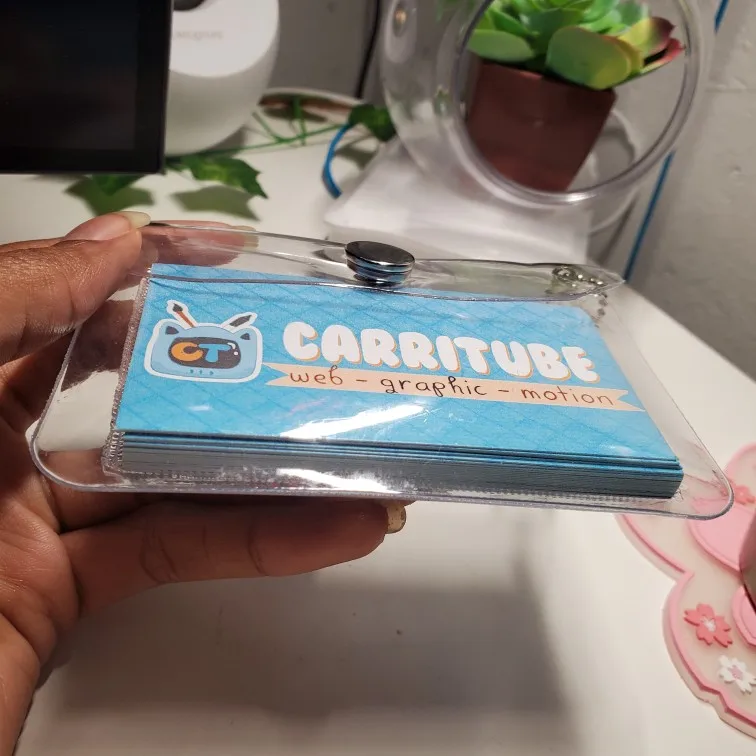 CT
CARRITUBE
web - graphic - motion